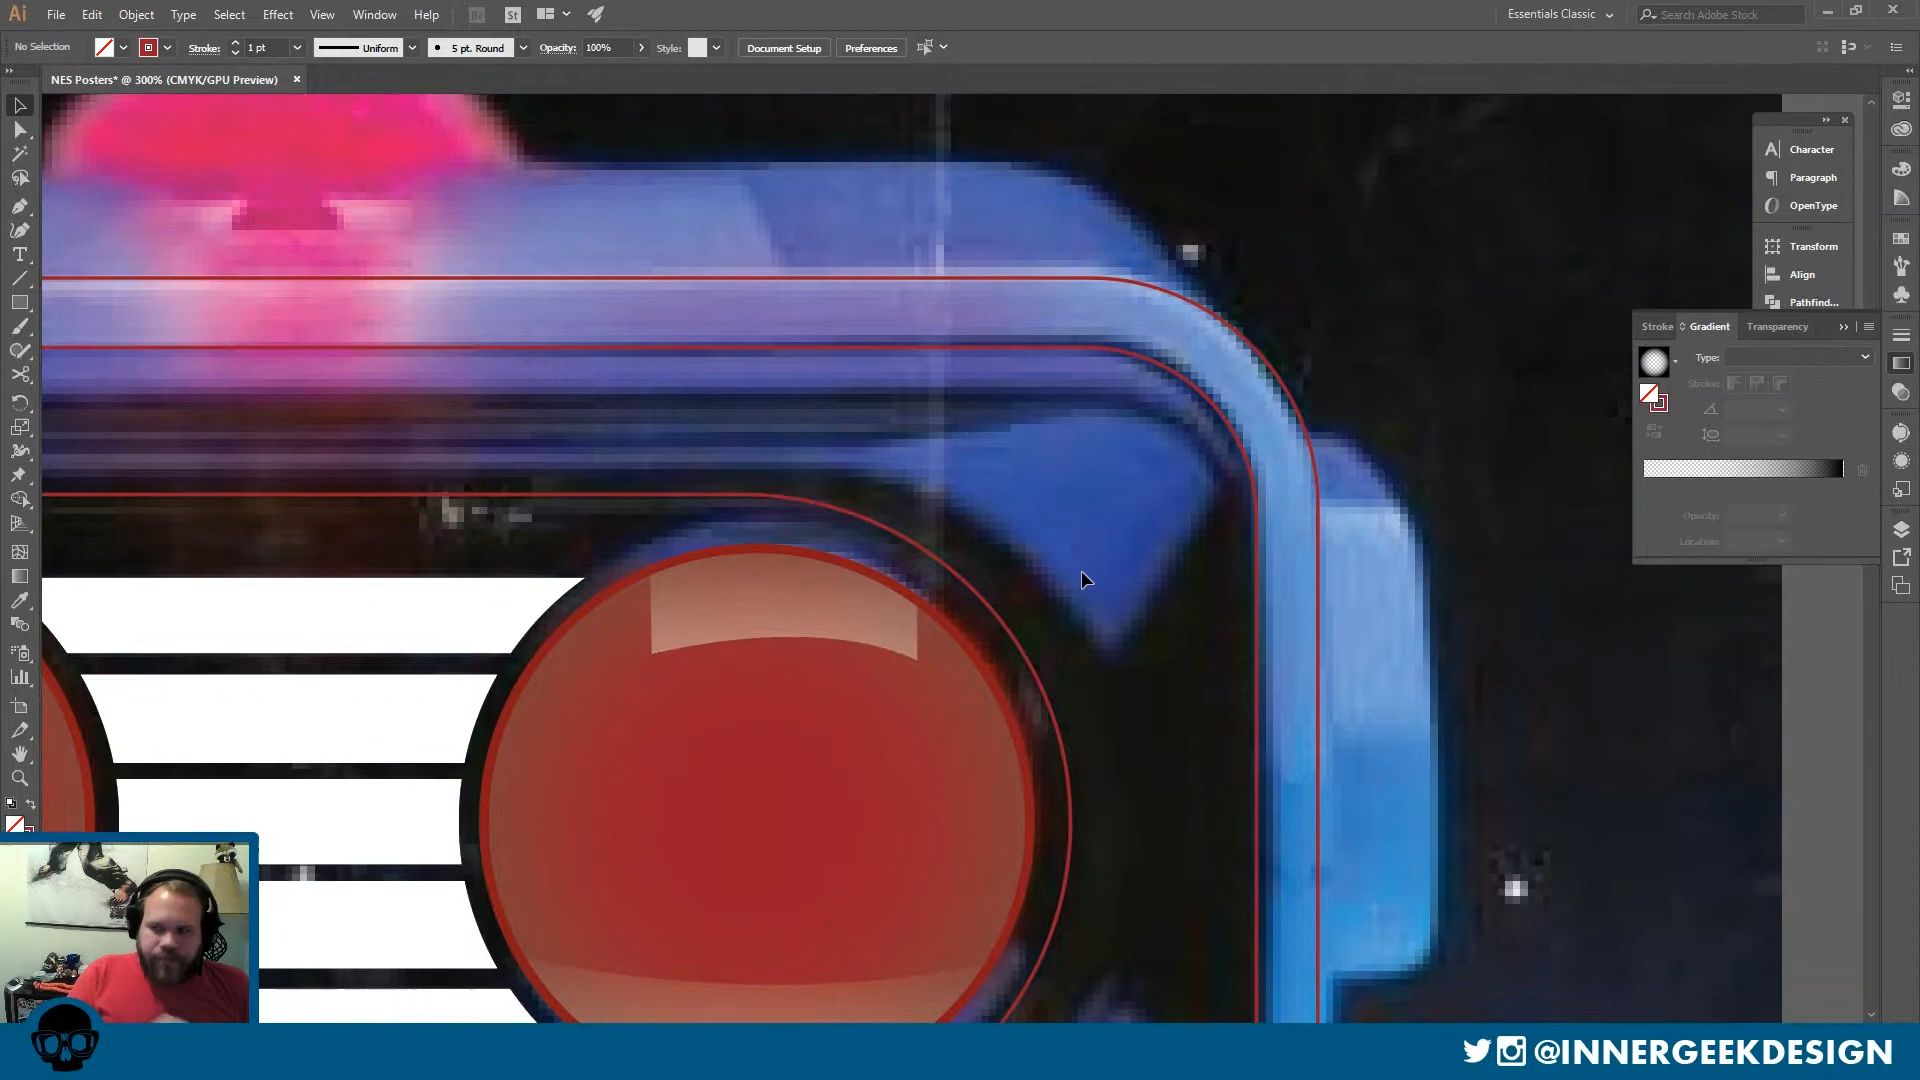 Ai File Edit Object Type Select Effect View Window Help Br St Essentials Classic Search Adobe Stock
No Selection Stroke: 1 pt Uniform 5 pt. Round Opacity: 100% Style: Document Setup Preferences
NES Posters* @ 300% (CMYK/GPU Preview)
Character
Paragraph
OpenType
Transform
Align
Pathfind...
Stroke Gradient Transparency
Type:
Stroke:
Opacity:
Location:
@INNERGEEKDESIGN